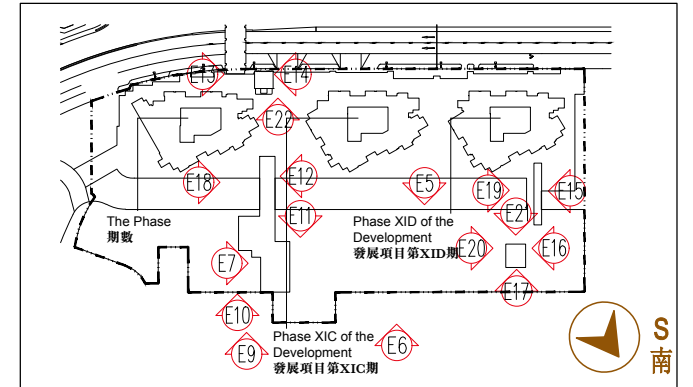 E13
E14
E22
E18
E12
E5
E19
E15
E11
E21
The Phase
期數
Phase XID of the
Development
發展項目第XID期
E20
E16
E7
E17
E10
E9
Phase XIC of the
Development
發展項目第XIC期
E6
S
南